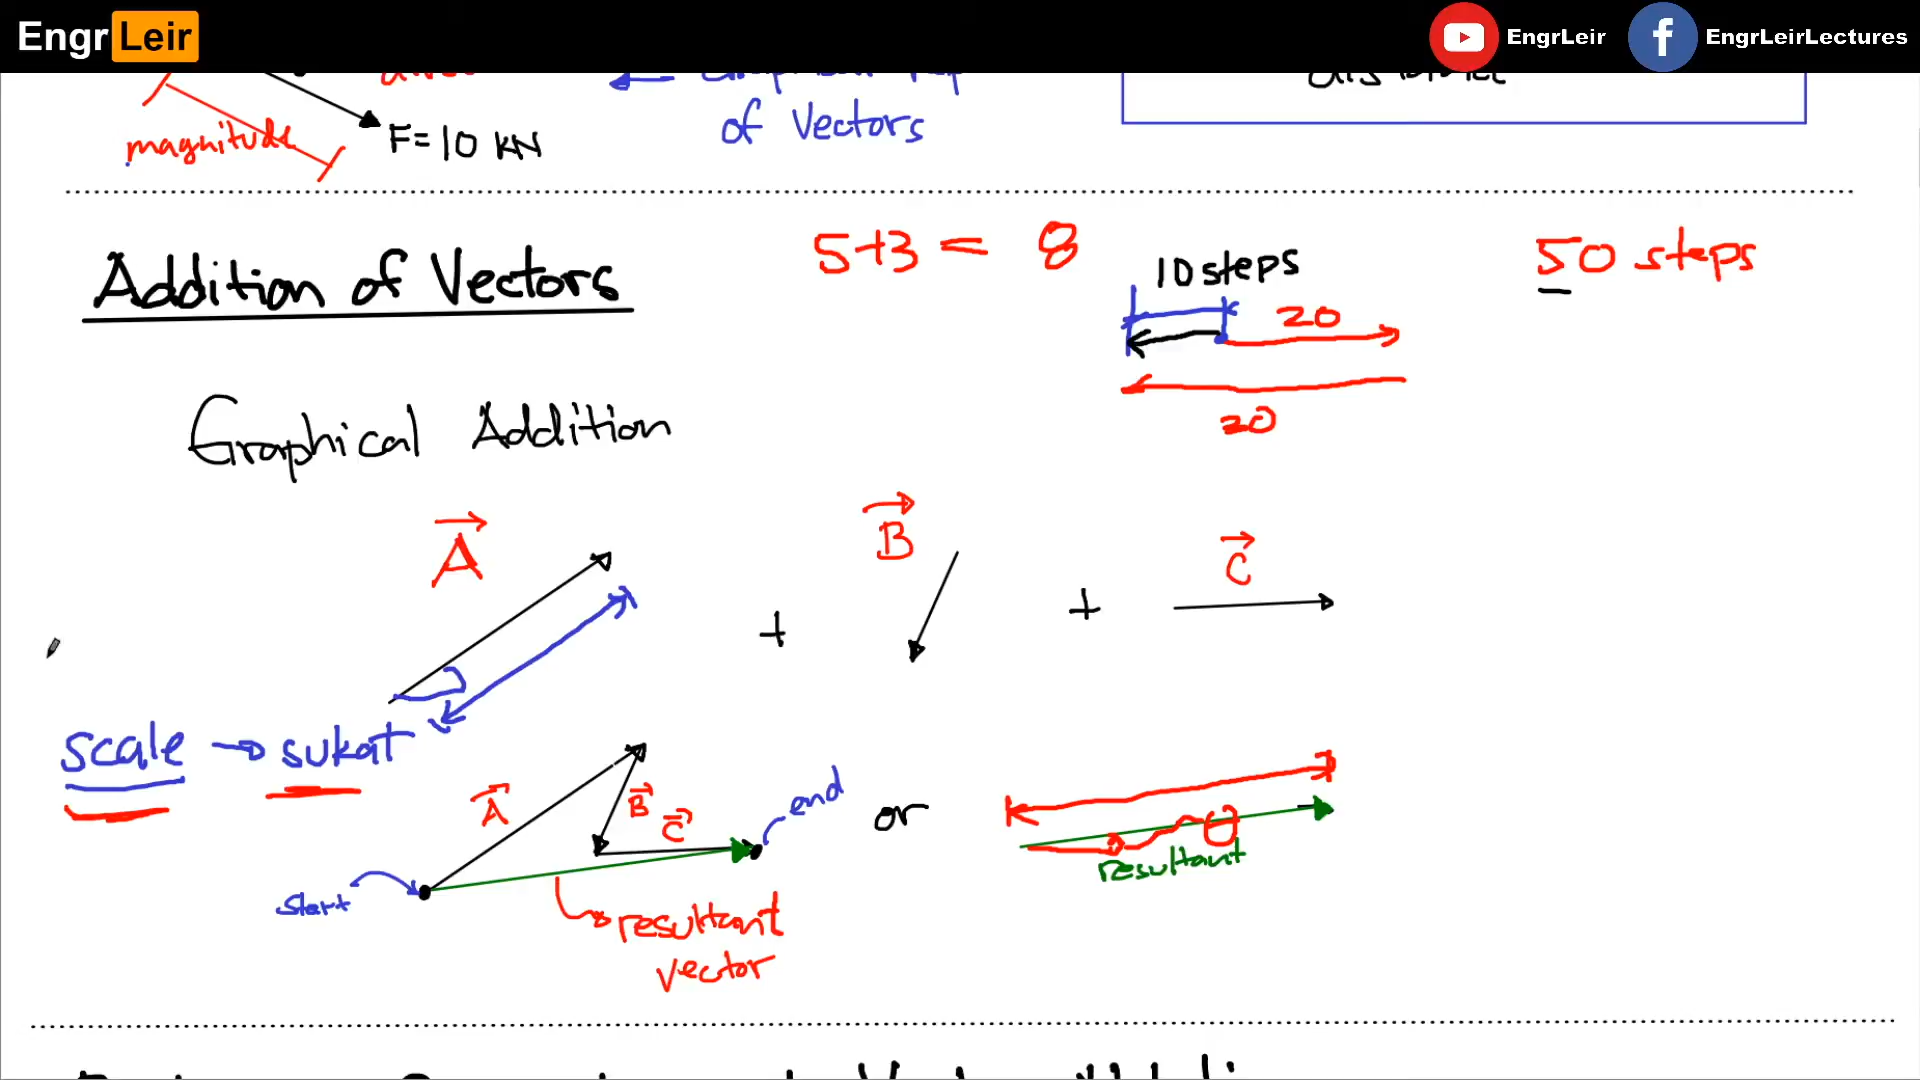 EngrLeir
EngrLeir
EngrLeirLectures
of Vectors
magnitude
F=10 KN
Addition of Vectors
5+3 = 8
10 steps
50 steps
20
20
Graphical Addition
A
B
C
+
+
scale → sukat
A
B
C
end
or
start
resultant
vector
resultant